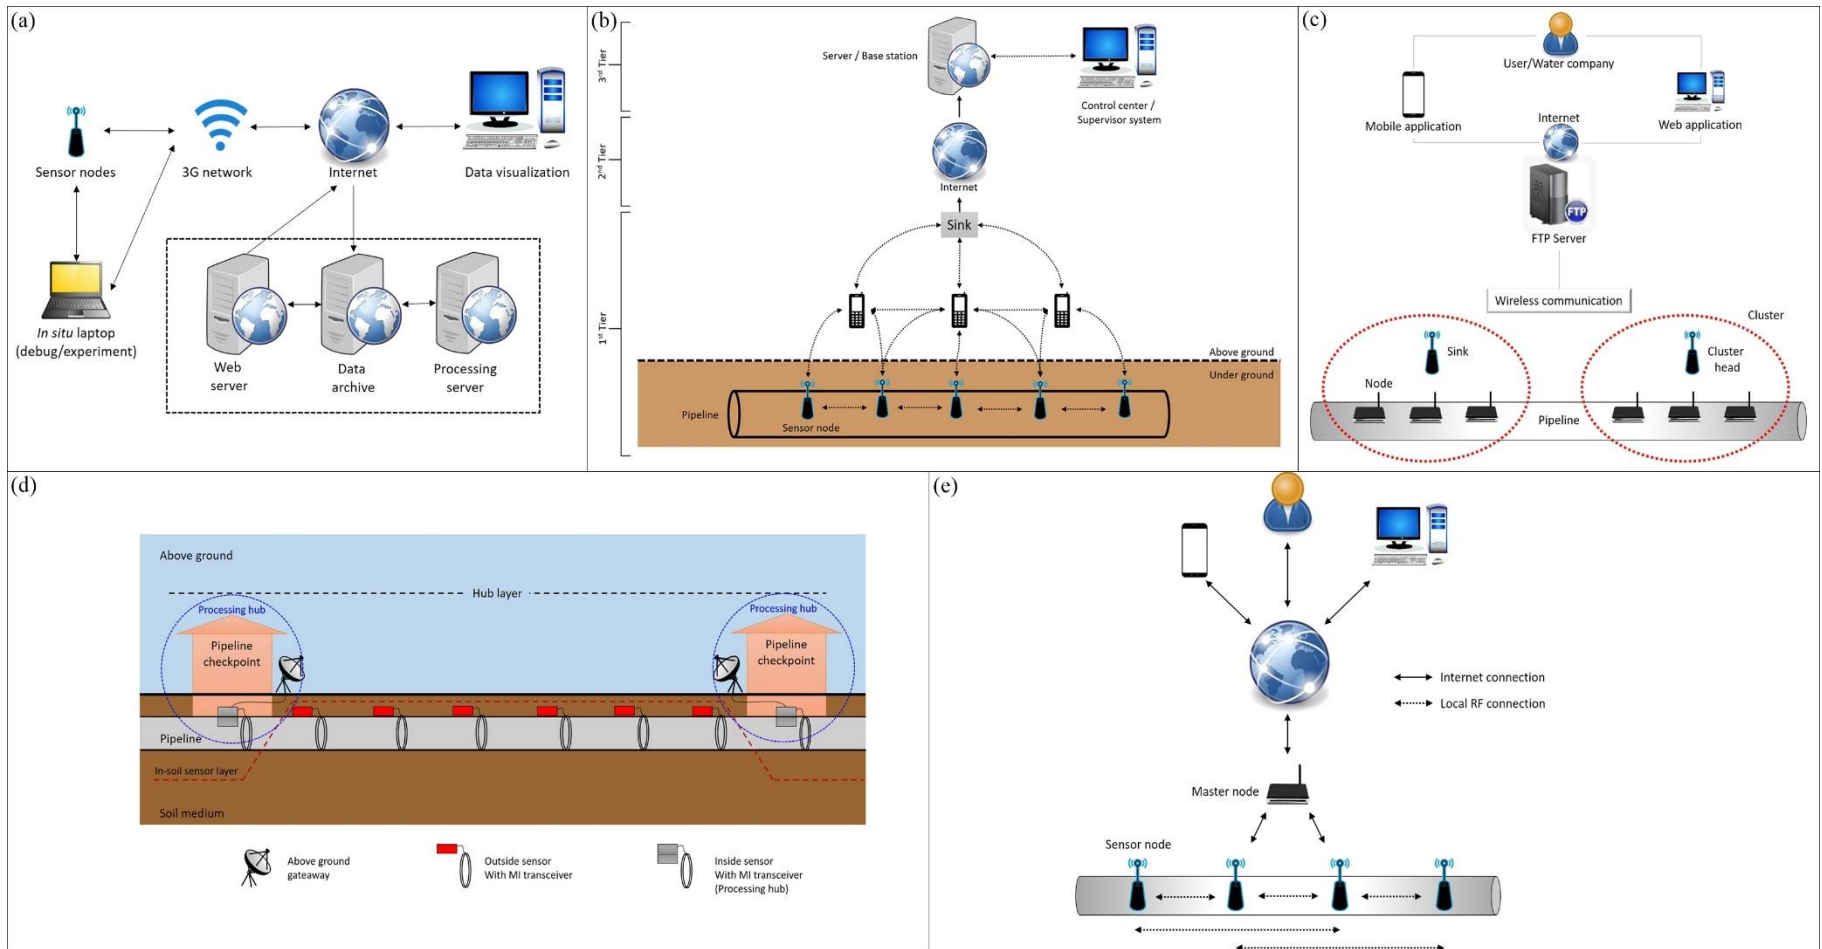 (a)
Sensor nodes
3G network
Internet
Data visualization
In situ laptop
(debug/experiment)
Web
server
Data
archive
Processing
server
(b)
3rd Tier
2nd Tier
1st Tier
Server / Base station
Control center /
Supervisor system
Internet
Sink
Above ground
Under ground
Pipeline
Sensor node
(c)
User/Water company
Mobile application
Internet
Web application
FTP
FTP Server
Wireless communication
Cluster
Sink
Cluster
head
Node
Pipeline
(d)
Above ground
Hub layer
Processing hub
Processing hub
Pipeline
checkpoint
Pipeline
checkpoint
Pipeline
In-soil sensor layer
Soil medium
Above ground
gateaway
Outside sensor
With MI transceiver
Inside sensor
With MI transceiver
(Processing hub)
(e)
Internet connection
Local RF connection
Master node
Sensor node